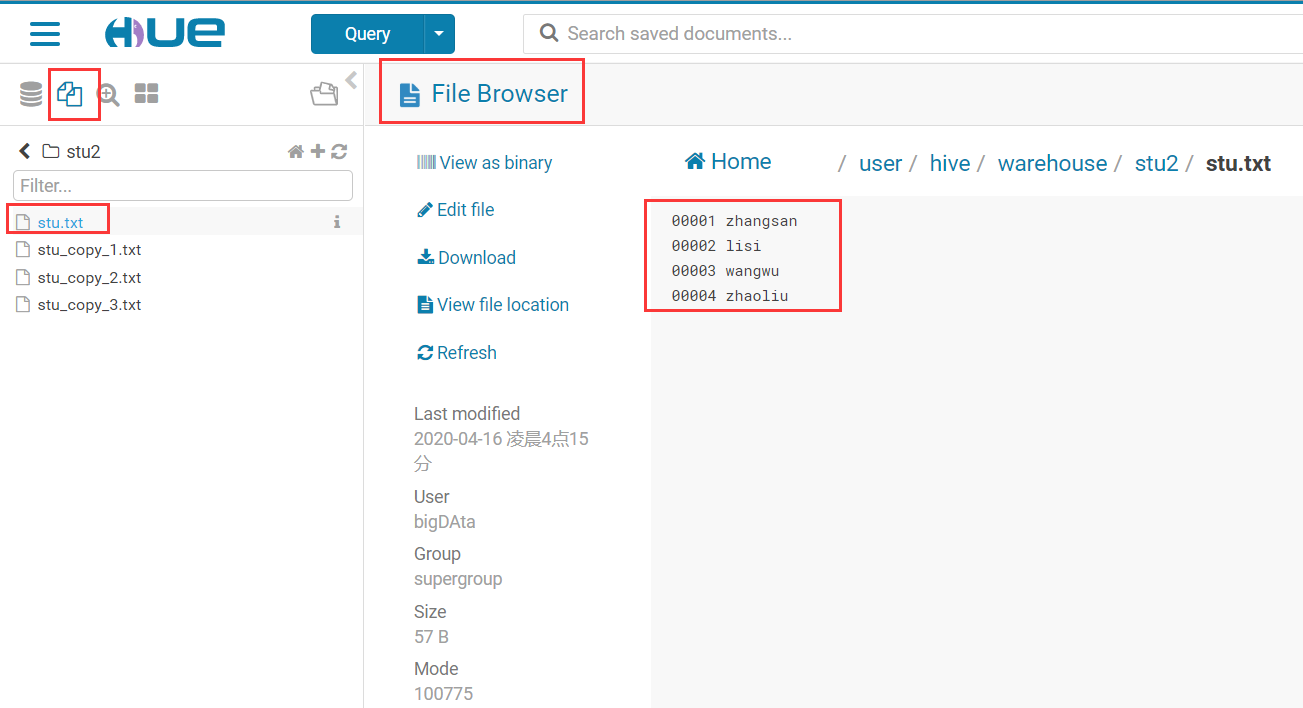 HUE
Query
Search saved documents...
File Browser
stu2
Filter...
stu.txt
stu_copy_1.txt
stu_copy_2.txt
stu_copy_3.txt
View as binary
Edit file
Download
View file location
Refresh
Last modified
2020-04-16 凌晨4点15
分
User
bigDAta
Group
supergroup
Size
57 B
Mode
100775
Home / user / hive / warehouse / stu2 / stu.txt
00001 zhangsan
00002 lisi
00003 wangwu
00004 zhaoliu